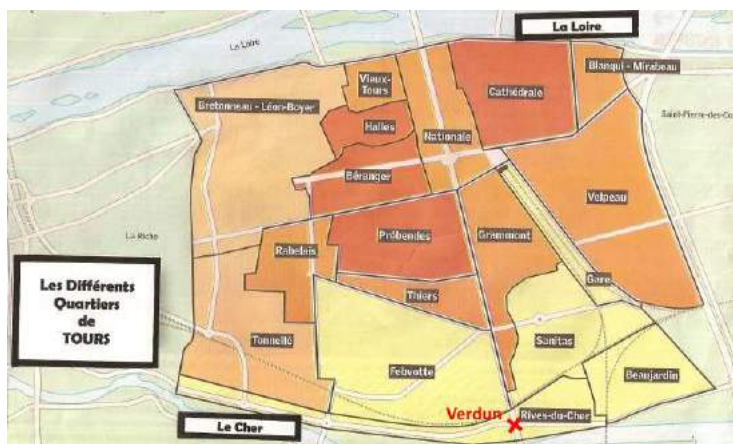 La Loire
La Loire
Blanqui - Mirabeau
Vieux-
Tours
Cathédrale
Bretonneau - Léon-Boyer
Saint-Pierre-des-Co
Halles
Nationale
Béranger
Velpeau
La Riche
Prébendes
Grammont
Rabelais
Les Différents
Quartiers
de
TOURS
Gare
Thiers
Tonnellé
Sanitas
Febvotte
Beaujardin
Verdun
Rives-du-Cher
Le Cher